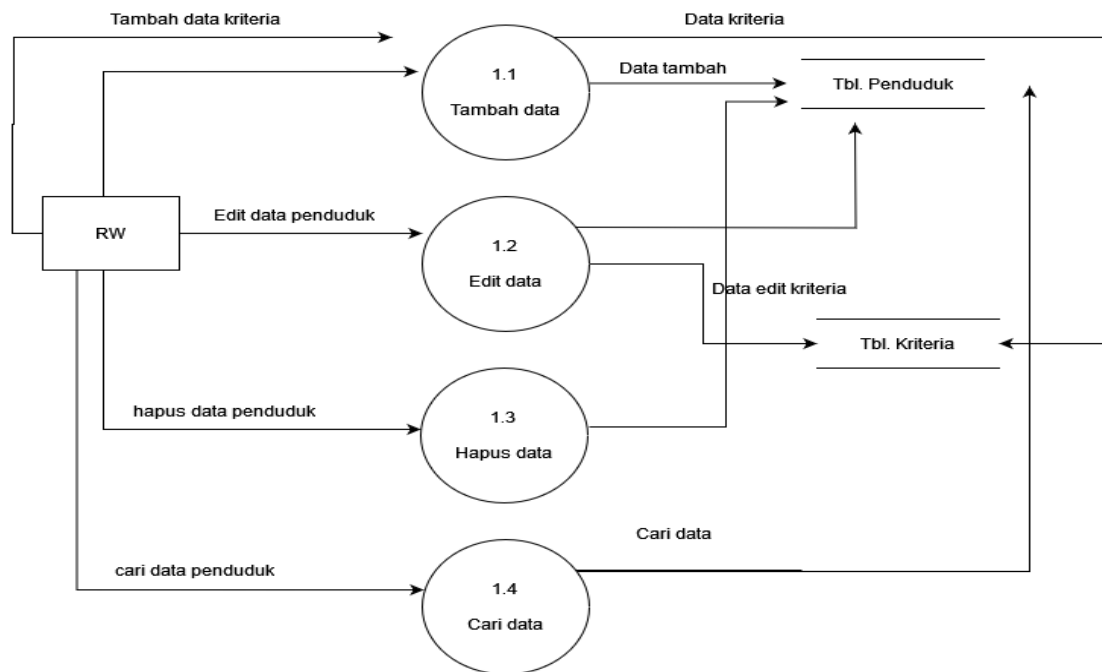 Tambah data kriteria
Data kriteria
1.1
Tambah data
Data tambah
Tbl. Penduduk
RW
Edit data penduduk
1.2
Edit data
Data edit kriteria
Tbl. Kriteria
hapus data penduduk
1.3
Hapus data
Cari data
cari data penduduk
1.4
Cari data